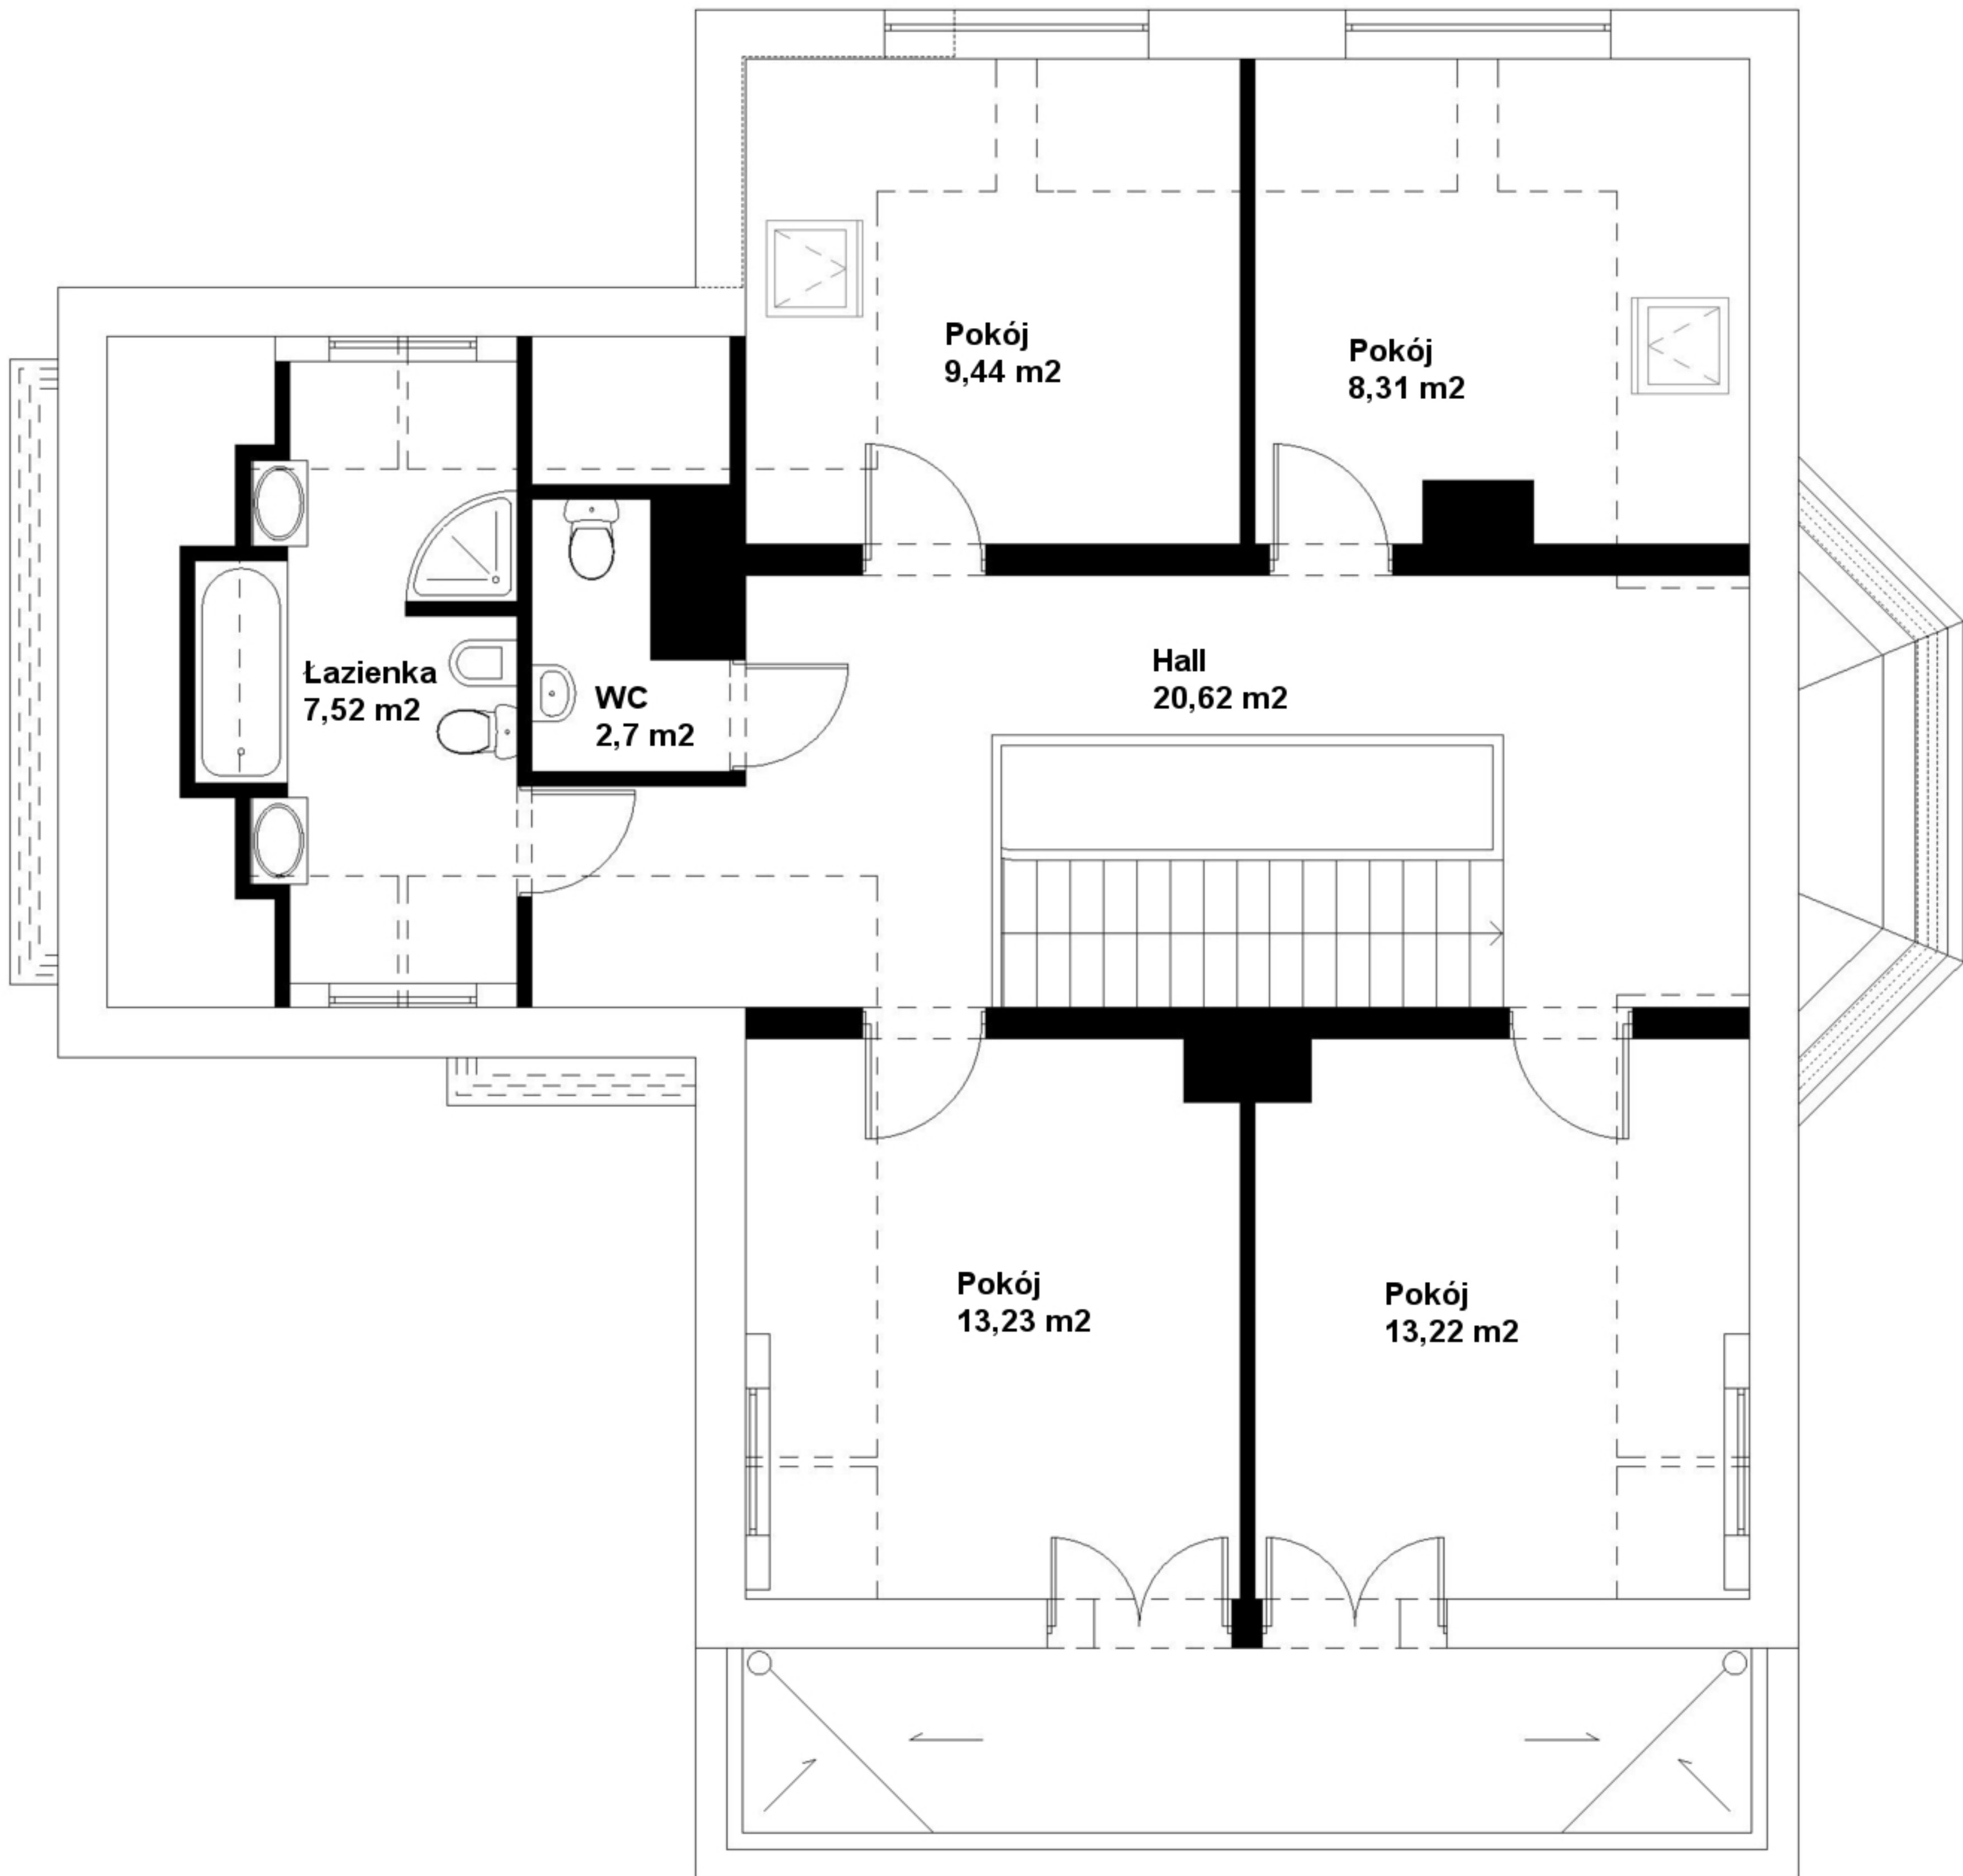 Pokój
9,44 m2
Pokój
8,31 m2
Łazienka
7,52 m2
WC
2,7 m2
Hall
20,62 m2
Pokój
13,23 m2
Pokój
13,22 m2